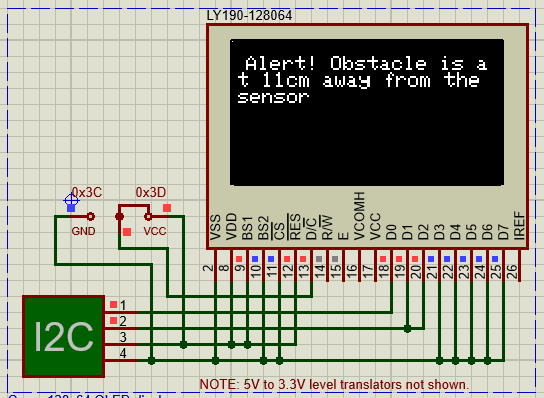 LY190-128064
Alert! Obstacle is a
t 11cm away from the
sensor
0x3C 0x3D
GND VCC
VSS VDD BS1 BS2 CS RES D/C R/W E VCOMH VCC D0 D1 D2 D3 D4 D5 D6 D7 IREF
2 8 9 10 11 12 13 14 15 16 17 18 19 20 21 22 23 24 25 26
I2C
1
2
3
4
NOTE: 5V to 3.3V level translators not shown.